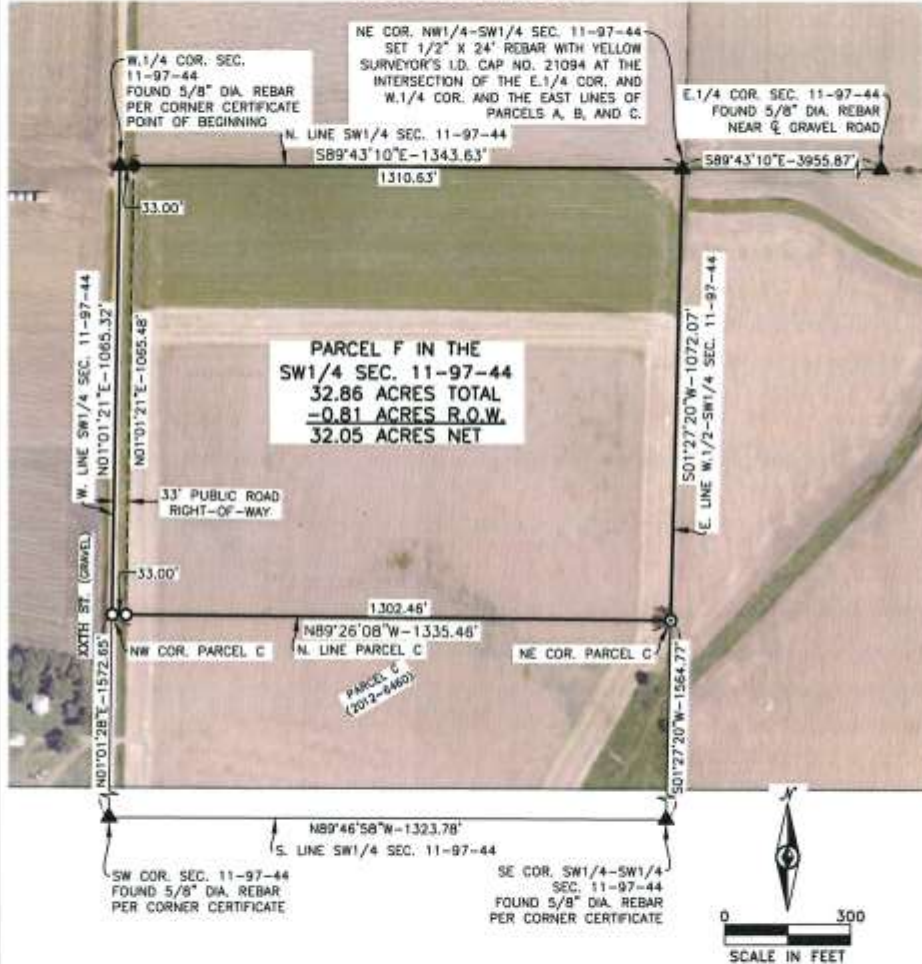 W.1/4 COR. SEC.
11-97-44
FOUND 5/8" DIA. REBAR
PER CORNER CERTIFICATE
POINT OF BEGINNING
NE COR. NW1/4-SW1/4 SEC. 11-97-44
SET 1/2" X 24' REBAR WITH YELLOW
SURVEYOR'S I.D. CAP NO. 21094 AT THE
INTERSECTION OF THE E.1/4 COR. AND
W.1/4 COR. AND THE EAST LINES OF
PARCELS A, B, AND C.
E.1/4 COR. SEC. 11-97-44
FOUND 5/8" DIA. REBAR
NEAR ℄ GRAVEL ROAD
N. LINE SW1/4 SEC. 11-97-44
S89°43'10"E-1343.63'
S89°43'10"E-3955.87'
1310.63'
33.00'
W. LINE SW1/4 SEC. 11-97-44
N01°01'21"E-1065.32'
N01°01'21"E-1065.48'
PARCEL F IN THE
SW1/4 SEC. 11-97-44
32.86 ACRES TOTAL
-0.81 ACRES R.O.W.
32.05 ACRES NET
S01°27'20"W-1072.07'
E. LINE W.1/2-SW1/4 SEC. 11-97-44
33' PUBLIC ROAD
RIGHT-OF-WAY
33.00'
XXTH ST. (GRAVEL)
1302.46'
N89°26'08"W-1335.46'
NW COR. PARCEL C
N. LINE PARCEL C
NE COR. PARCEL C
PARCEL C
(2012-6460)
N01°01'28"E-1572.65'
S01°27'20"W-1564.77'
N89°46'58"W-1323.78'
S. LINE SW1/4 SEC. 11-97-44
SW COR. SEC. 11-97-44
FOUND 5/8" DIA. REBAR
PER CORNER CERTIFICATE
SE COR. SW1/4-SW1/4
SEC. 11-97-44
FOUND 5/8" DIA. REBAR
PER CORNER CERTIFICATE
N
0 300
SCALE IN FEET